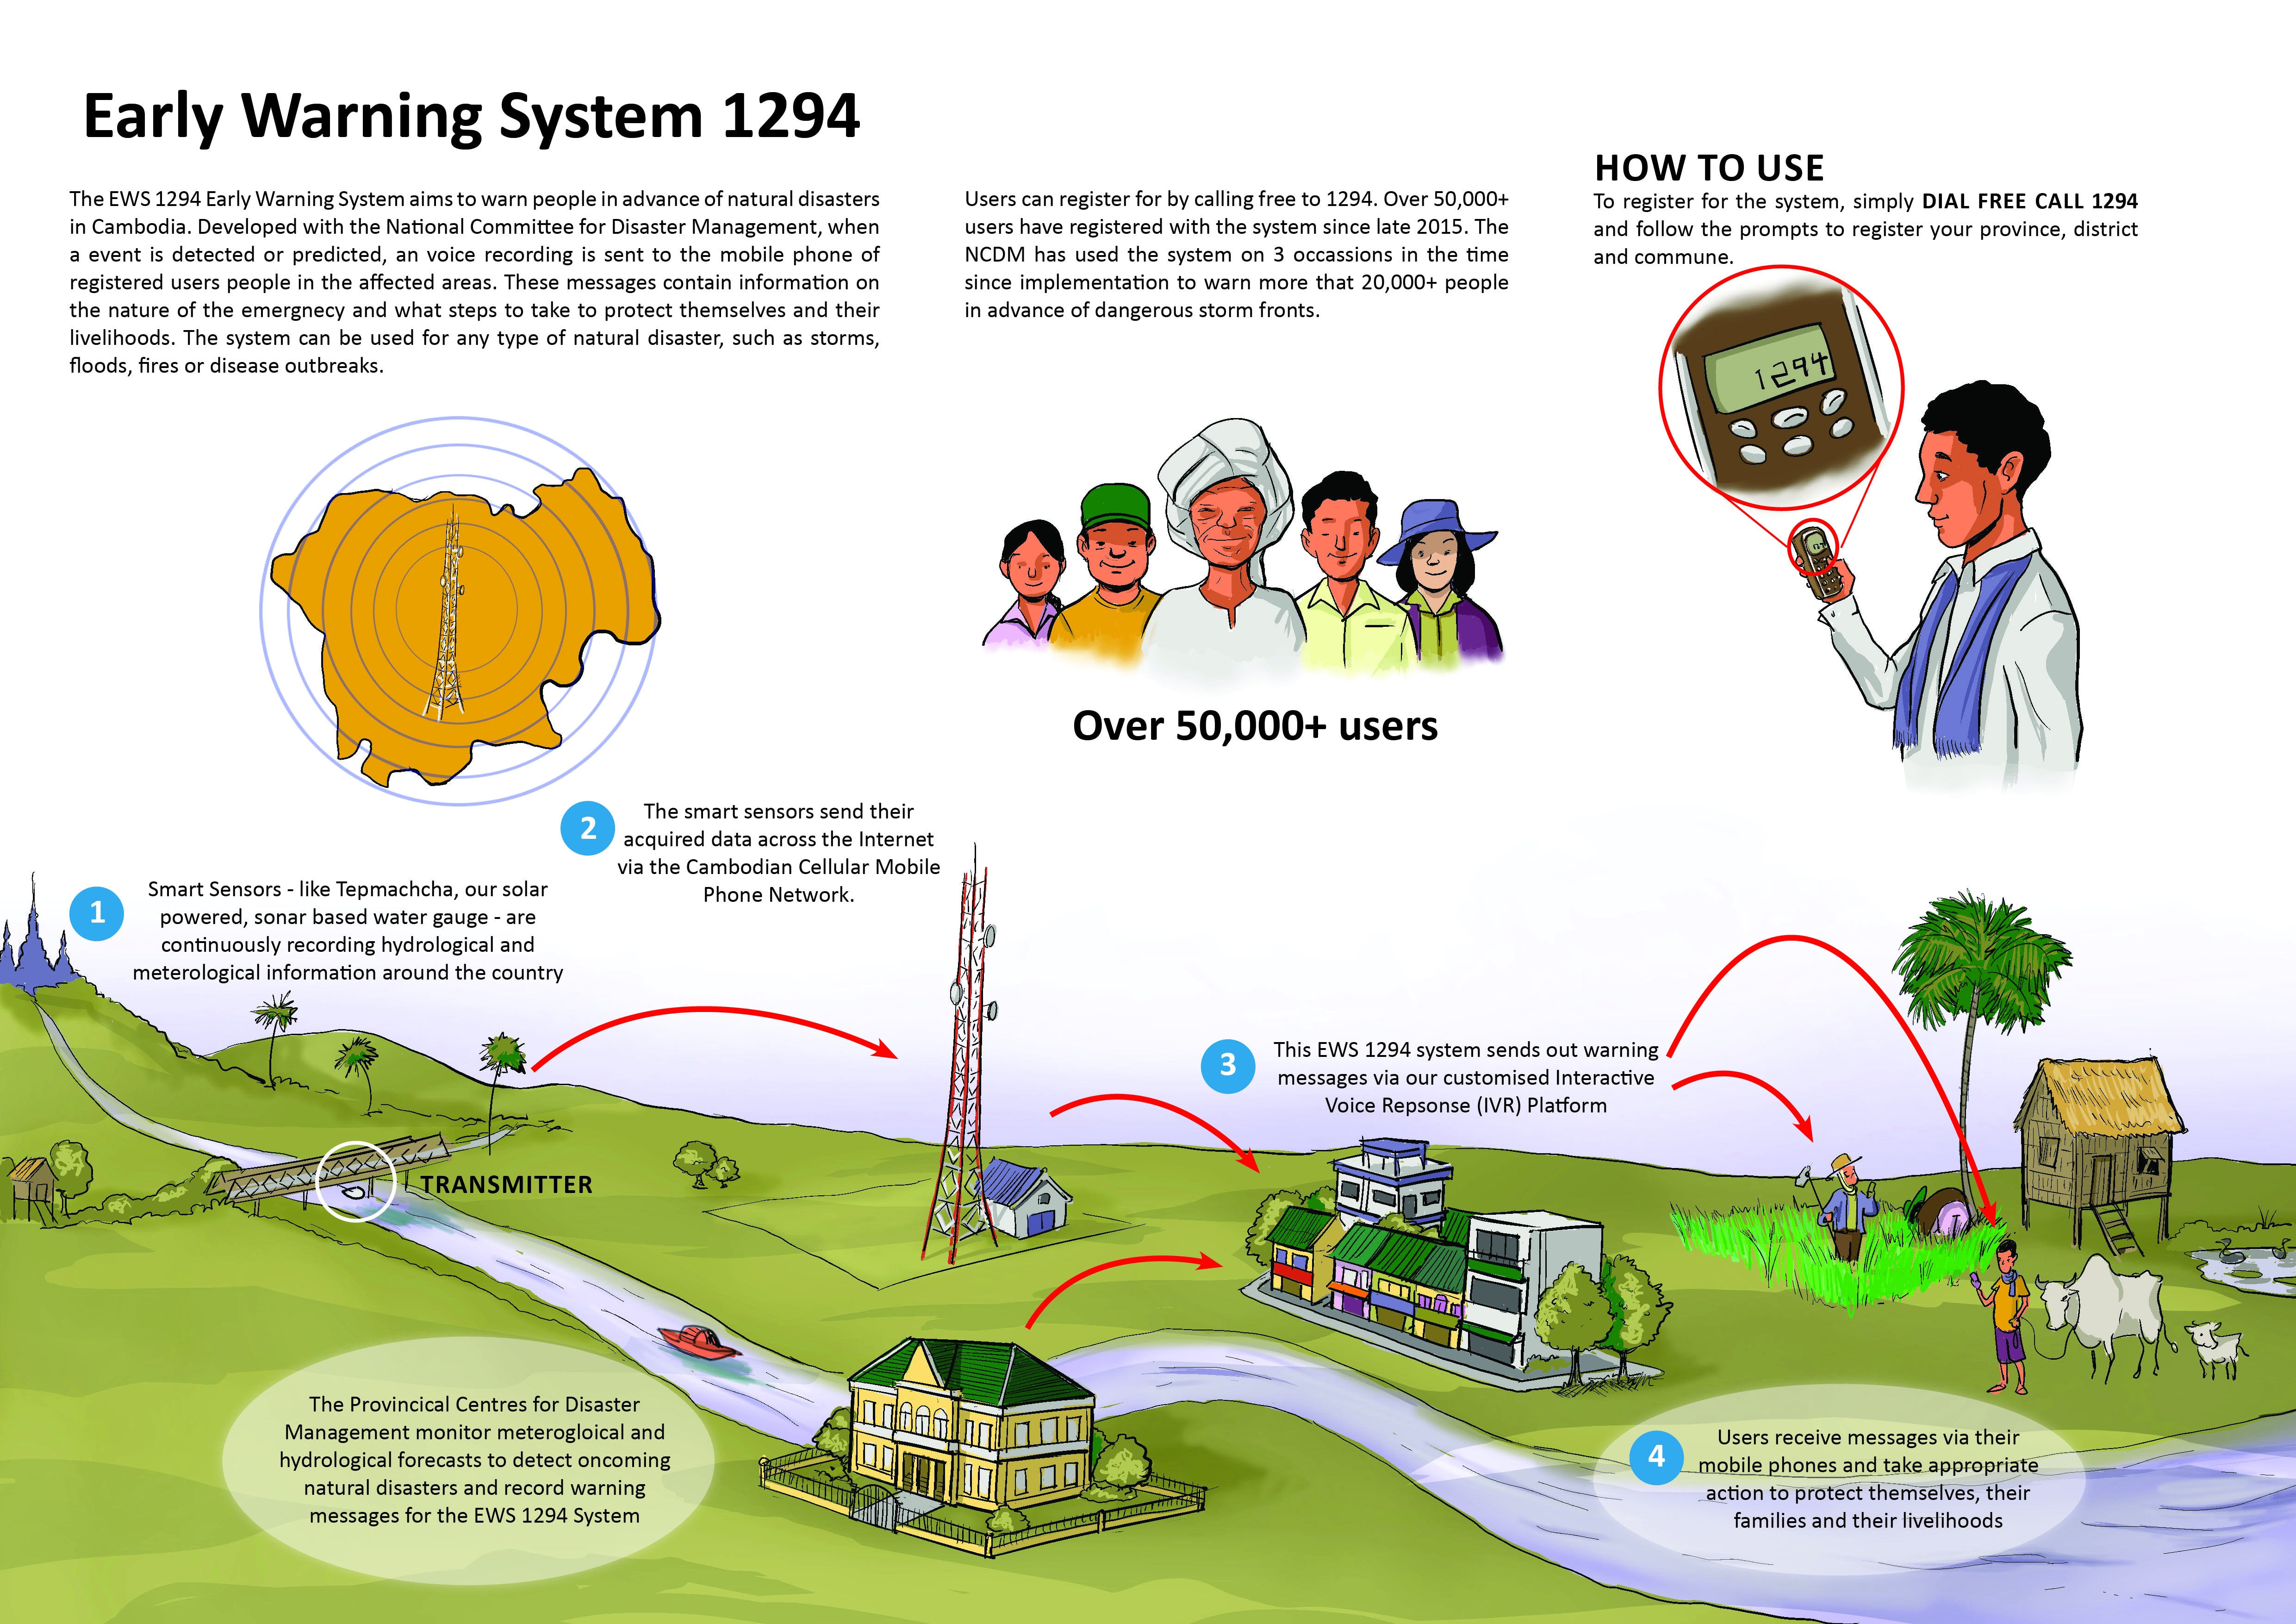 Early Warning System 1294
The EWS 1294 Early Warning System aims to warn people in advance of natural disasters
in Cambodia. Developed with the National Committee for Disaster Management, when
a event is detected or predicted, an voice recording is sent to the mobile phone of
registered users people in the affected areas. These messages contain information on
the nature of the emergnecy and what steps to take to protect themselves and their
livelihoods. The system can be used for any type of natural disaster, such as storms,
floods, fires or disease outbreaks.
Users can register for by calling free to 1294. Over 50,000+
users have registered with the system since late 2015. The
NCDM has used the system on 3 occassions in the time
since implementation to warn more that 20,000+ people
in advance of dangerous storm fronts.
HOW TO USE
To register for the system, simply DIAL FREE CALL 1294
and follow the prompts to register your province, district
and commune.
1294
Over 50,000+ users
1
Smart Sensors - like Tepmachcha, our solar
powered, sonar based water gauge - are
continuously recording hydrological and
meterological information around the country
2
The smart sensors send their
acquired data across the Internet
via the Cambodian Cellular Mobile
Phone Network.
TRANSMITTER
3
This EWS 1294 system sends out warning
messages via our customised Interactive
Voice Repsonse (IVR) Platform
The Provincical Centres for Disaster
Management monitor meterogloical and
hydrological forecasts to detect oncoming
natural disasters and record warning
messages for the EWS 1294 System
4
Users receive messages via their
mobile phones and take appropriate
action to protect themselves, their
families and their livelihoods